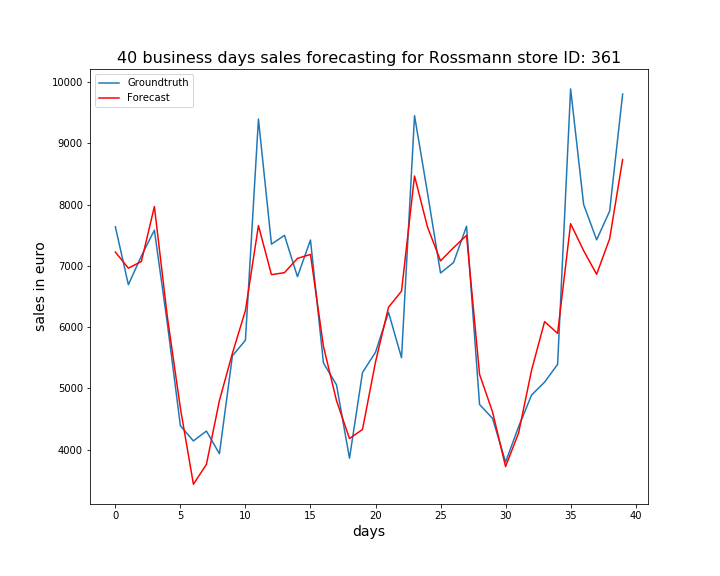 40 business days sales forecasting for Rossmann store ID: 361
Groundtruth
Forecast
10000
9000
8000
7000
6000
5000
4000
sales in euro
0 5 10 15 20 25 30 35 40
days